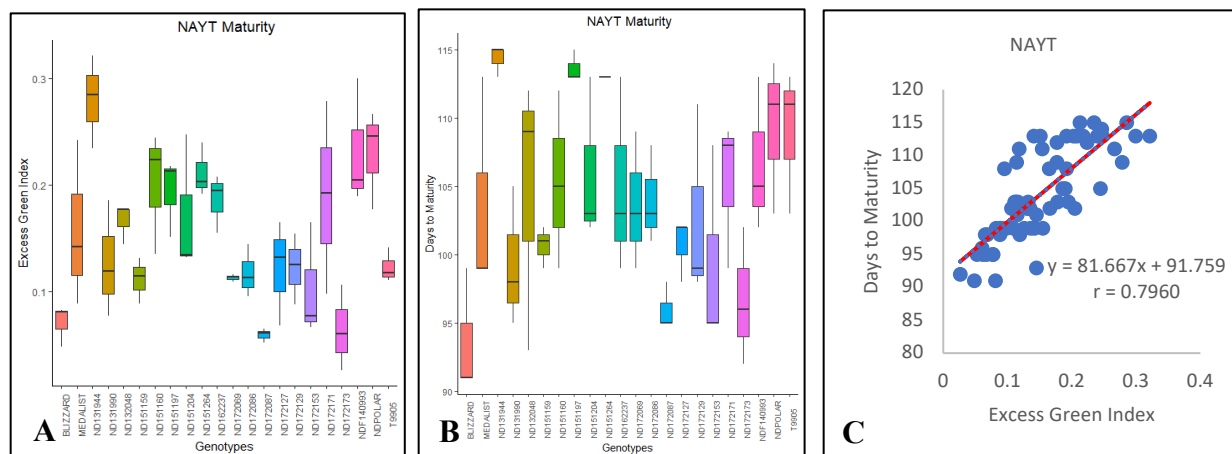 NAYT Maturity
Excess Green Index
0.3
0.2
0.1
BLIZZARD
MEDALIST
ND131944
ND131990
ND132048
ND151159
ND151160
ND151197
ND151204
ND151284
ND162237
ND172069
ND172086
ND172087
ND172127
ND172129
ND172153
ND172171
ND172173
NDF140993
NDPOLAR
T9905
Genotypes
A
NAYT Maturity
Days to Maturity
115
110
105
100
95
90
BLIZZARD
MEDALIST
ND131944
ND131990
ND132048
ND151159
ND151160
ND151197
ND151204
ND151284
ND162237
ND172069
ND172086
ND172087
ND172127
ND172129
ND172153
ND172171
ND172173
NDF140993
NDPOLAR
T9905
Genotypes
B
NAYT
Days to Maturity
120
115
110
105
100
95
90
85
80
y = 81.667x + 91.759
r = 0.7960
0 0.1 0.2 0.3 0.4
Excess Green Index
C